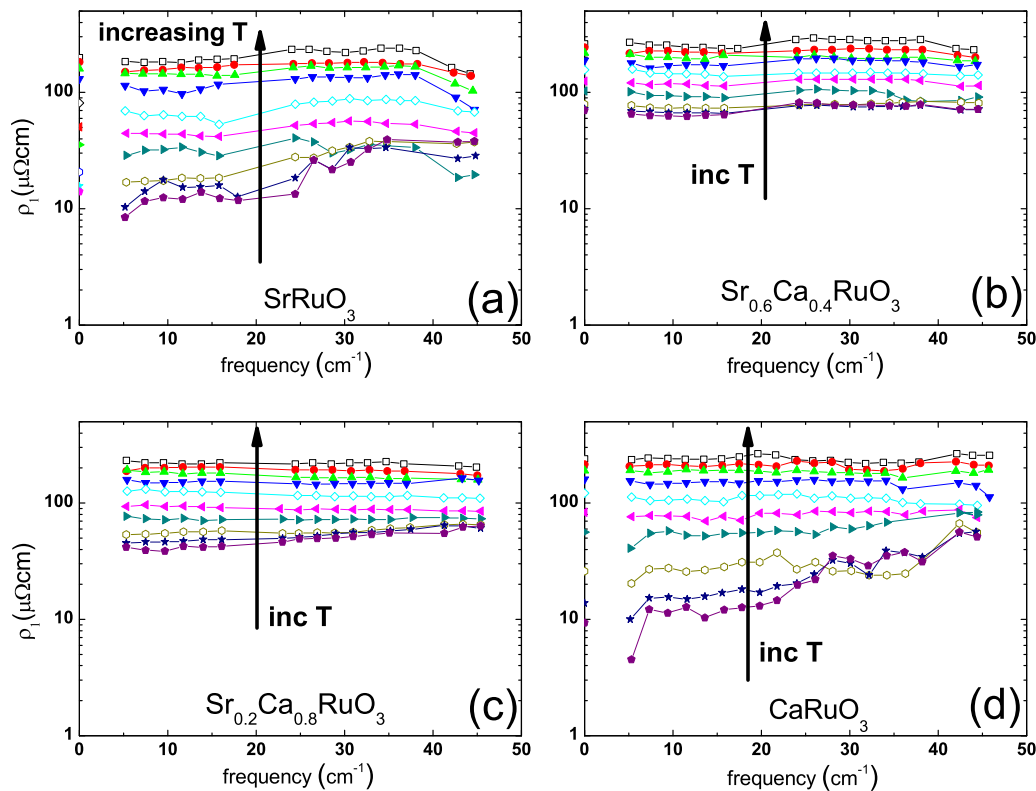 increasing T
100
10
1
ρ₁(μΩcm)
SrRuO₃
(a)
0 10 20 30 40 50
frequency (cm⁻¹)
100
10
1
inc T
Sr₀.₆Ca₀.₄RuO₃
(b)
0 10 20 30 40 50
frequency (cm⁻¹)
100
10
1
ρ₁(μΩcm)
inc T
Sr₀.₂Ca₀.₈RuO₃
(c)
0 10 20 30 40 50
frequency (cm⁻¹)
100
10
1
inc T
CaRuO₃
(d)
0 10 20 30 40 50
frequency (cm⁻¹)